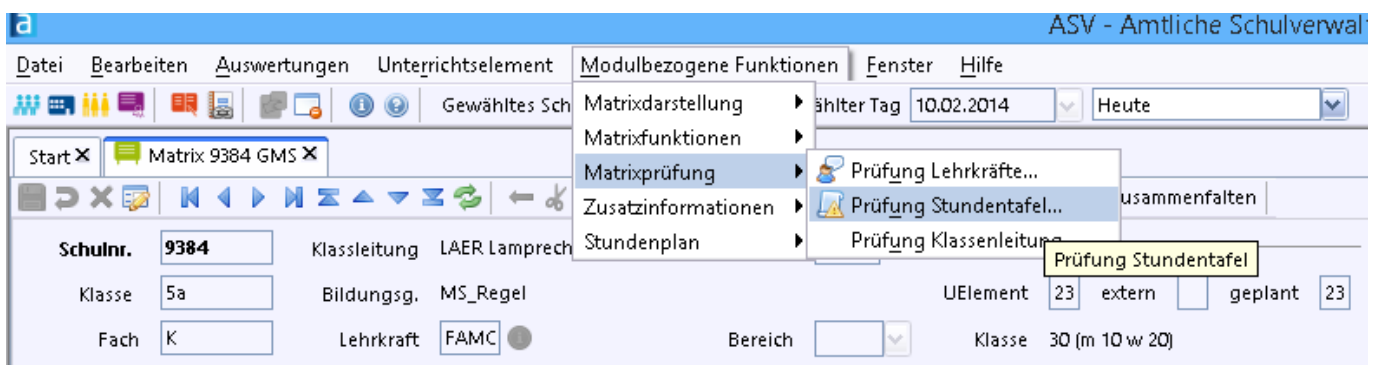 a ASV - Amtliche Schulverwal
Datei Bearbeiten Auswertungen Unterrichtselement Modulbezogene Funktionen Fenster Hilfe
Gewähltes Sch ählter Tag 10.02.2014 Heute
Matrixdarstellung
Matrixfunktionen
Start Matrix 9384 GMS
Matrixprüfung Prüfung Lehrkräfte...
Zusatzinformationen Prüfung Stundentafel... usammenfalten
Stundenplan Prüfung Klassenleitung
Prüfung Stundentafel
Schulnr. 9384 Klassleitung LAER Lamprech
Klasse 5a Bildungsg. MS_Regel UElement 23 extern geplant 23
Fach K Lehrkraft FAMC Bereich Klasse 30 (m 10 w 20)